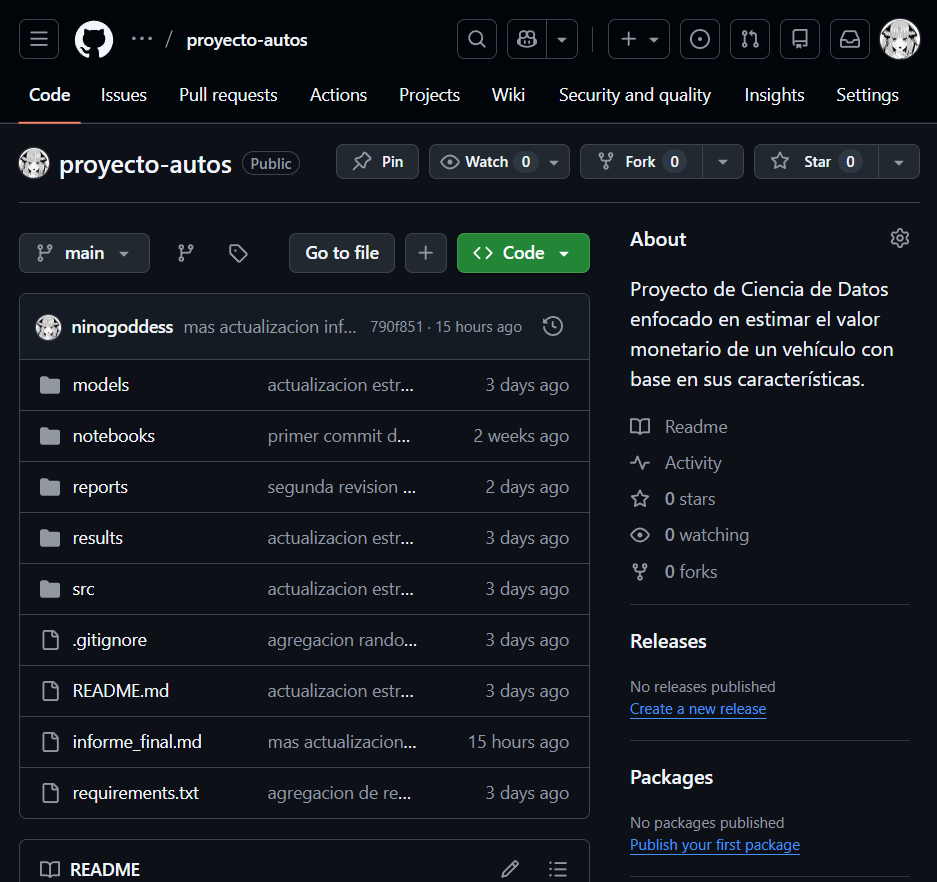 ··· / proyecto-autos
Code Issues Pull requests Actions Projects Wiki Security and quality Insights Settings
proyecto-autos Public Pin Watch 0 Fork 0 Star 0
main Go to file + Code
ninogoddess mas actualizacion inf... 790f851 · 15 hours ago
models actualizacion estr... 3 days ago
notebooks primer commit d... 2 weeks ago
reports segunda revision ... 2 days ago
results actualizacion estr... 3 days ago
src actualizacion estr... 3 days ago
.gitignore agregacion rando... 3 days ago
README.md actualizacion estr... 3 days ago
informe_final.md mas actualizacion... 15 hours ago
requirements.txt agregacion de re... 3 days ago
README
About
Proyecto de Ciencia de Datos
enfocado en estimar el valor
monetario de un vehículo con
base en sus características.
Readme
Activity
0 stars
0 watching
0 forks
Releases
No releases published
Create a new release
Packages
No packages published
Publish your first package